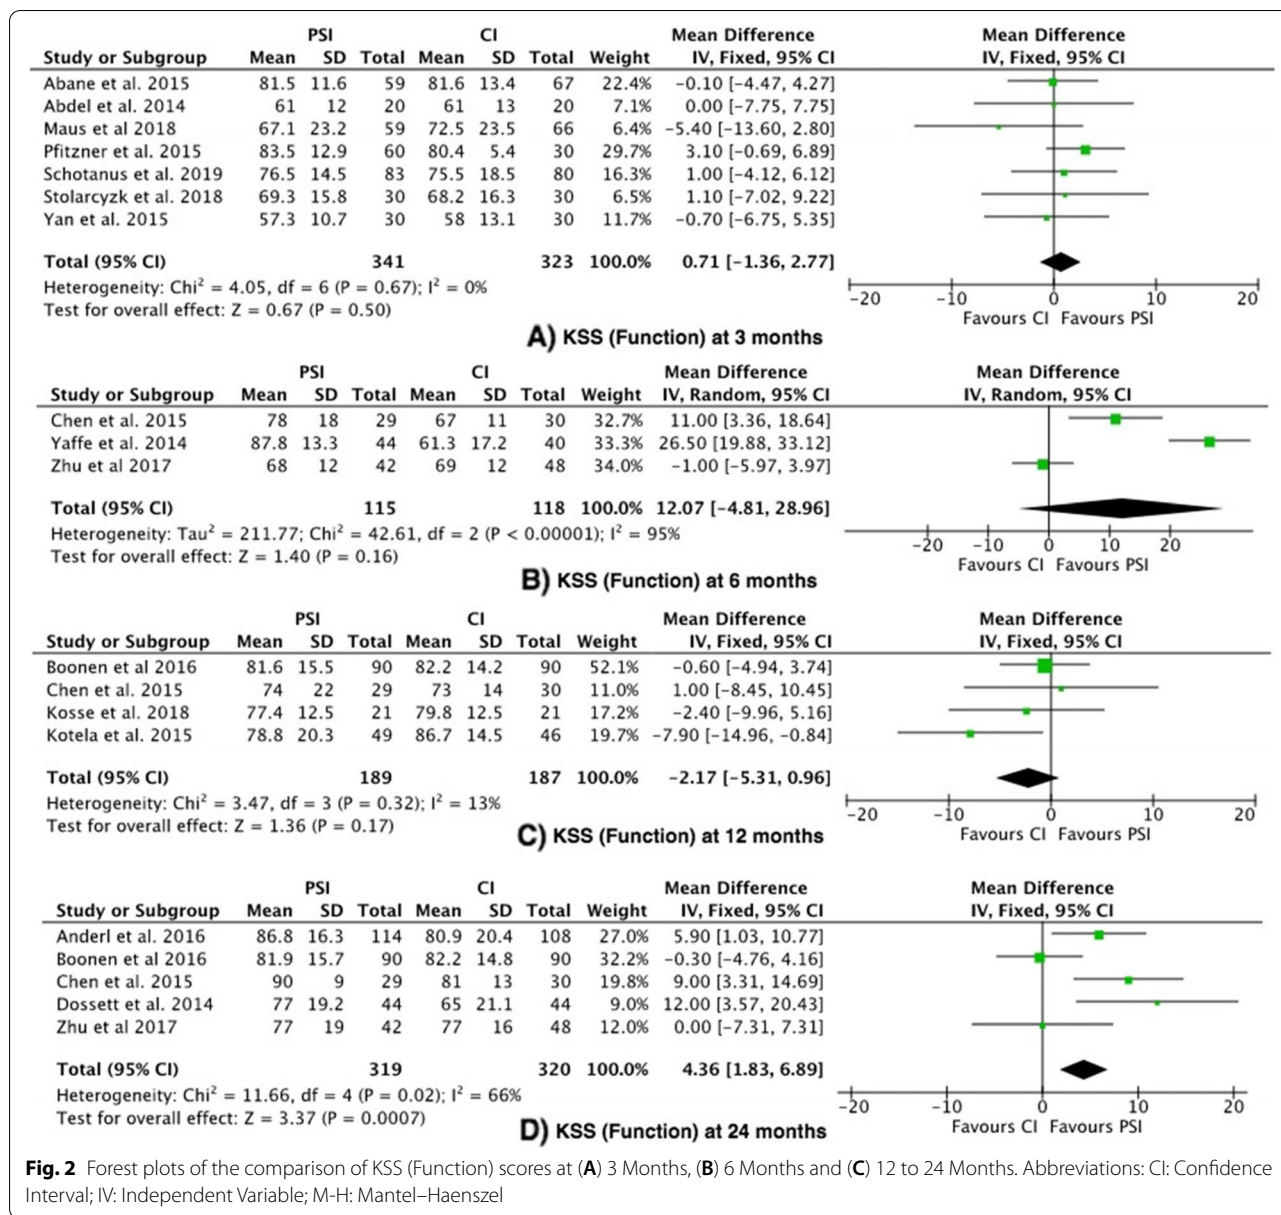 PSI CI Mean Difference Mean Difference
Study or Subgroup Mean SD Total Mean SD Total Weight IV, Fixed, 95% CI IV, Fixed, 95% CI
Abane et al. 2015 81.5 11.6 59 81.6 13.4 67 22.4% -0.10 [-4.47, 4.27]
Abdel et al. 2014 61 12 20 61 13 20 7.1% 0.00 [-7.75, 7.75]
Maus et al 2018 67.1 23.2 59 72.5 23.5 66 6.4% -5.40 [-13.60, 2.80]
Pfitzner et al. 2015 83.5 12.9 60 80.4 5.4 30 29.7% 3.10 [-0.69, 6.89]
Schotanus et al. 2019 76.5 14.5 83 75.5 18.5 80 16.3% 1.00 [-4.12, 6.12]
Stolarcyzk et al. 2018 69.3 15.8 30 68.2 16.3 30 6.5% 1.10 [-7.02, 9.22]
Yan et al. 2015 57.3 10.7 30 58 13.1 30 11.7% -0.70 [-6.75, 5.35]
Total (95% CI) 341 323 100.0% 0.71 [-1.36, 2.77]
Heterogeneity: Chi² = 4.05, df = 6 (P = 0.67); I² = 0%
Test for overall effect: Z = 0.67 (P = 0.50)
-20 -10 0 10 20
Favours CI Favours PSI
A) KSS (Function) at 3 months
PSI CI Mean Difference Mean Difference
Study or Subgroup Mean SD Total Mean SD Total Weight IV, Random, 95% CI IV, Random, 95% CI
Chen et al. 2015 78 18 29 67 11 30 32.7% 11.00 [3.36, 18.64]
Yaffe et al. 2014 87.8 13.3 44 61.3 17.2 40 33.3% 26.50 [19.88, 33.12]
Zhu et al 2017 68 12 42 69 12 48 34.0% -1.00 [-5.97, 3.97]
Total (95% CI) 115 118 100.0% 12.07 [-4.81, 28.96]
Heterogeneity: Tau² = 211.77; Chi² = 42.61, df = 2 (P < 0.00001); I² = 95%
Test for overall effect: Z = 1.40 (P = 0.16)
-20 -10 0 10 20
Favours CI Favours PSI
B) KSS (Function) at 6 months
PSI CI Mean Difference Mean Difference
Study or Subgroup Mean SD Total Mean SD Total Weight IV, Fixed, 95% CI IV, Fixed, 95% CI
Boonen et al 2016 81.6 15.5 90 82.2 14.2 90 52.1% -0.60 [-4.94, 3.74]
Chen et al. 2015 74 22 29 73 14 30 11.0% 1.00 [-8.45, 10.45]
Kosse et al. 2018 77.4 12.5 21 79.8 12.5 21 17.2% -2.40 [-9.96, 5.16]
Kotela et al. 2015 78.8 20.3 49 86.7 14.5 46 19.7% -7.90 [-14.96, -0.84]
Total (95% CI) 189 187 100.0% -2.17 [-5.31, 0.96]
Heterogeneity: Chi² = 3.47, df = 3 (P = 0.32); I² = 13%
Test for overall effect: Z = 1.36 (P = 0.17)
-20 -10 0 10 20
Favours CI Favours PSI
C) KSS (Function) at 12 months
PSI CI Mean Difference Mean Difference
Study or Subgroup Mean SD Total Mean SD Total Weight IV, Fixed, 95% CI IV, Fixed, 95% CI
Anderl et al. 2016 86.8 16.3 114 80.9 20.4 108 27.0% 5.90 [1.03, 10.77]
Boonen et al 2016 81.9 15.7 90 82.2 14.8 90 32.2% -0.30 [-4.76, 4.16]
Chen et al. 2015 90 9 29 81 13 30 19.8% 9.00 [3.31, 14.69]
Dossett et al. 2014 77 19.2 44 65 21.1 44 9.0% 12.00 [3.57, 20.43]
Zhu et al 2017 77 19 42 77 16 48 12.0% 0.00 [-7.31, 7.31]
Total (95% CI) 319 320 100.0% 4.36 [1.83, 6.89]
Heterogeneity: Chi² = 11.66, df = 4 (P = 0.02); I² = 66%
Test for overall effect: Z = 3.37 (P = 0.0007)
-20 -10 0 10 20
Favours CI Favours PSI
D) KSS (Function) at 24 months
Fig. 2 Forest plots of the comparison of KSS (Function) scores at (A) 3 Months, (B) 6 Months and (C) 12 to 24 Months. Abbreviations: CI: Confidence
Interval; IV: Independent Variable; M-H: Mantel–Haenszel